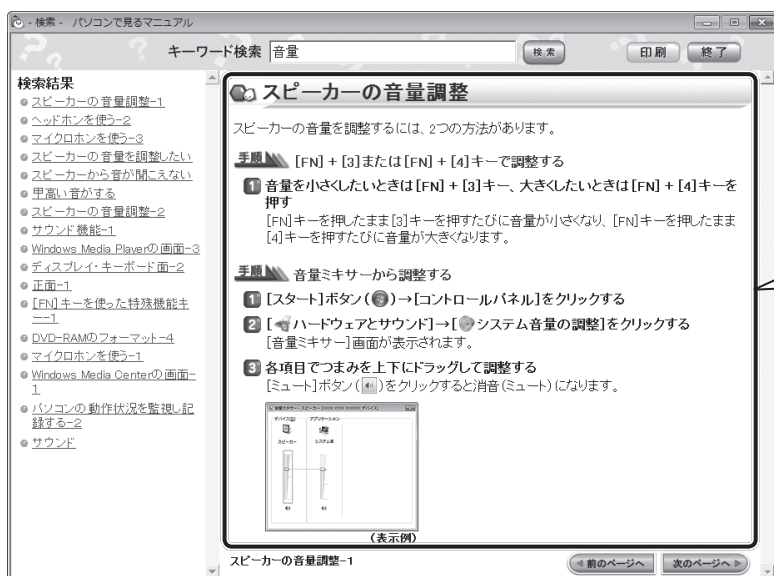 - 検索 - パソコンで見るマニュアル
キーワード検索 音量 検索 印刷 終了
検索結果
スピーカーの音量調整-1
ヘッドホンを使う-2
マイクロホンを使う-3
スピーカーの音量を調整したい
スピーカーから音が聞こえない
甲高い音がする
スピーカーの音量調整-2
サウンド機能-1
Windows Media Playerの画面-3
ディスプレイ・キーボード面-2
正面-1
[FN]キーを使った特殊機能キ
ー-1
DVD-RAMのフォーマット-4
マイクロホンを使う-1
Windows Media Centerの画面-
1
パソコンの動作状況を監視し記
録する-2
サウンド
スピーカーの音量調整
スピーカーの音量を調整するには、2つの方法があります。
手順 [FN] + [3]または[FN] + [4]キーで調整する
1 音量を小さくしたいときは[FN] + [3]キー、大きくしたいときは[FN] + [4]キーを
押す
[FN]キーを押したまま[3]キーを押すたびに音量が小さくなり、[FN]キーを押したまま
[4]キーを押すたびに音量が大きくなります。
手順 音量ミキサーから調整する
1 [スタート]ボタン( )→[コントロールパネル]をクリックする
2 [ ハードウェアとサウンド]→[ システム音量の調整]をクリックする
[音量ミキサー]画面が表示されます。
3 各項目でつまみを上下にドラッグして調整する
[ミュート]ボタン( )をクリックすると消音(ミュート)になります。
デバイス(D) アプリケーション
スピーカー システム音
(表示例)
スピーカーの音量調整-1 前のページへ 次のページへ